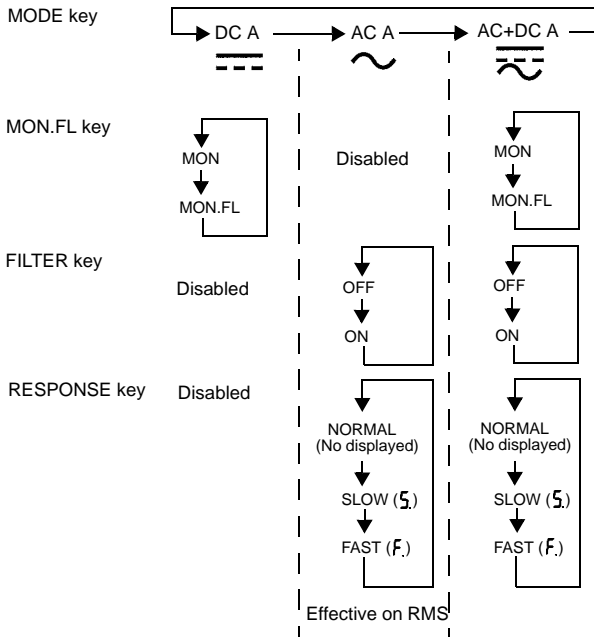 MODE key
DC A
AC A
AC+DC A
MON.FL key
MON
MON.FL
Disabled
MON
MON.FL
FILTER key
Disabled
OFF
ON
OFF
ON
RESPONSE key
Disabled
NORMAL
(No displayed)
SLOW (S.)
FAST (F.)
NORMAL
(No displayed)
SLOW (S.)
FAST (F.)
Effective on RMS